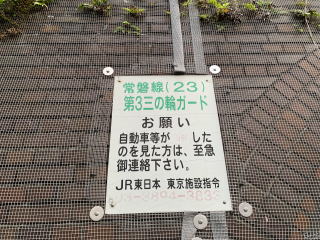 常磐線(23)
第3三の輪ガード
お願い
自動車等が した
のを見た方は、至急
御連絡下さい。
JR東日本 東京施設指令